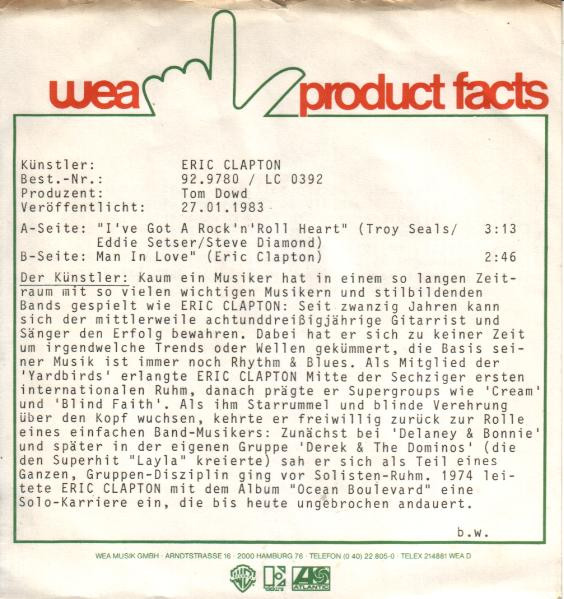 wea product facts
Künstler: ERIC CLAPTON
Best.-Nr.: 92.9780 / LC 0392
Produzent: Tom Dowd
Veröffentlicht: 27.01.1983
A-Seite: "I've Got A Rock'n'Roll Heart" (Troy Seals/ 3:13
Eddie Setser/Steve Diamond)
B-Seite: Man In Love" (Eric Clapton) 2:46
Der Künstler: Kaum ein Musiker hat in einem so langen Zeit-
raum mit so vielen wichtigen Musikern und stilbildenden
Bands gespielt wie ERIC CLAPTON: Seit zwanzig Jahren kann
sich der mittlerweile achtunddreißigjährige Gitarrist und
Sänger den Erfolg bewahren. Dabei hat er sich zu keiner Zeit
um irgendwelche Trends oder Wellen gekümmert, die Basis sei-
ner Musik ist immer noch Rhythm & Blues. Als Mitglied der
'Yardbirds' erlangte ERIC CLAPTON Mitte der Sechziger ersten
internationalen Ruhm, danach prägte er Supergroups wie 'Cream'
und 'Blind Faith'. Als ihm Starrummel und blinde Verehrung
über den Kopf wuchsen, kehrte er freiwillig zurück zur Rolle
eines einfachen Band-Musikers: Zunächst bei 'Delaney & Bonnie'
und später in der eigenen Gruppe 'Derek & The Dominos' (die
den Superhit "Layla" kreierte) sah er sich als Teil eines
Ganzen, Gruppen-Disziplin ging vor Solisten-Ruhm. 1974 lei-
tete ERIC CLAPTON mit dem Album "Ocean Boulevard" eine
Solo-Karriere ein, die bis heute ungebrochen andauert.
b.w.
WEA MUSIK GMBH · ARNDTSTRASSE 16 · 2000 HAMBURG 76 · TELEFON (0 40) 22 805-0 · TELEX 214881 WEA D
ATLANTIC